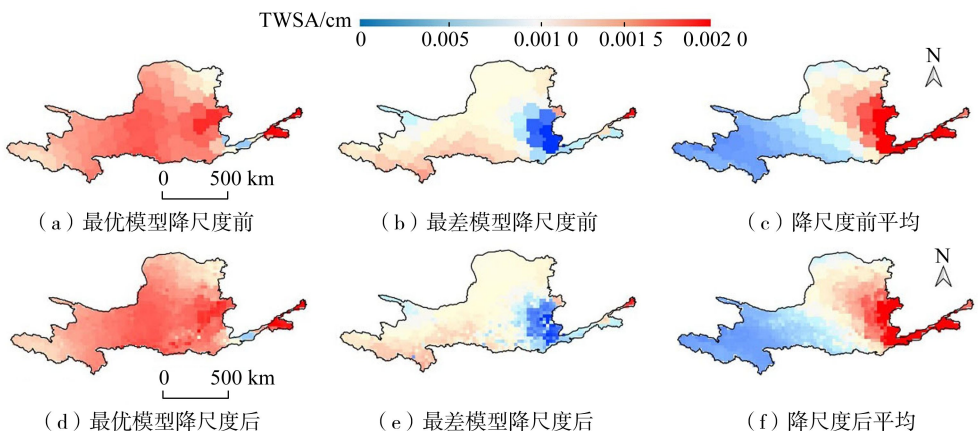 TWSA/cm
0 0.005 0.001 0 0.001 5 0.002 0
N
0 500 km
(a)最优模型降尺度前 (b)最差模型降尺度前 (c)降尺度前平均
N
0 500 km
(d)最优模型降尺度后 (e)最差模型降尺度后 (f)降尺度后平均